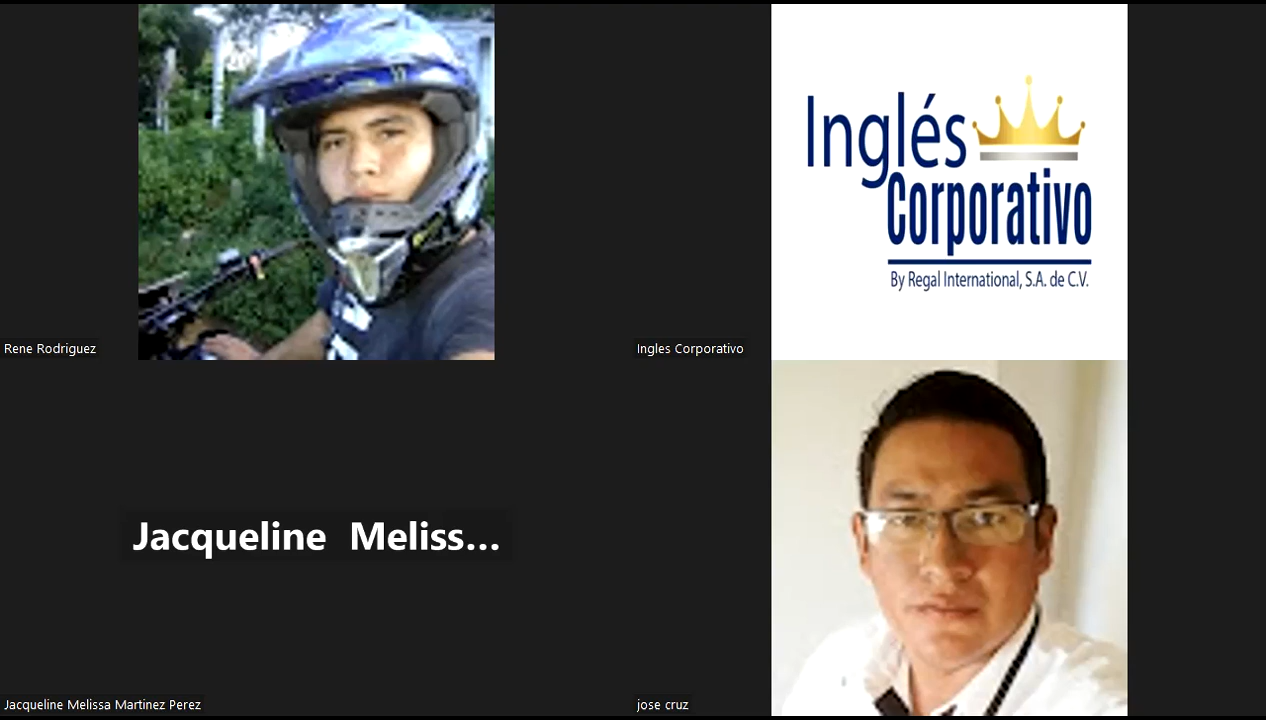 Inglés
Corporativo
By Regal International, S.A. de C.V.
Rene Rodriguez
Ingles Corporativo
Jacqueline Meliss...
Jacqueline Melissa Martinez Perez
jose cruz